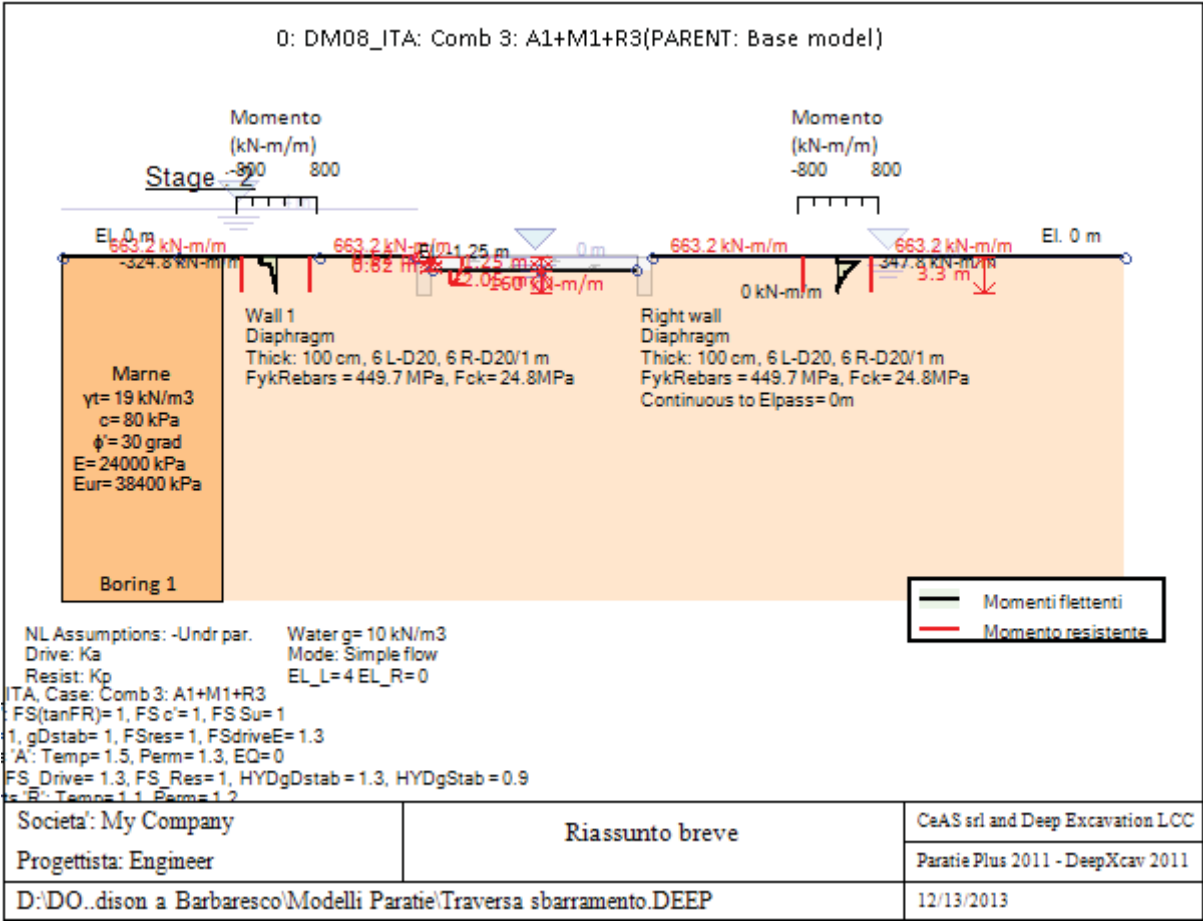 0: DM08_ITA: Comb 3: A1+M1+R3(PARENT: Base model)
Momento
(kN-m/m)
-800 800
Momento
(kN-m/m)
-800 800
Stage : 2
El. 0 m
663.2 kN-m/m
-324.8 kN-m/m
663.2 kN-m/m
El. -1.25 m
0 m
663.2 kN-m/m
663.2 kN-m/m
El. 0 m
347.8 kN-m/m
3.3 m
0 kN-m/m
Wall 1
Diaphragm
Thick: 100 cm, 6 L-D20, 6 R-D20/1 m
FykRebars = 449.7 MPa, Fck= 24.8MPa
Right wall
Diaphragm
Thick: 100 cm, 6 L-D20, 6 R-D20/1 m
FykRebars = 449.7 MPa, Fck= 24.8MPa
Continuous to Elpass= 0m
Marne
γt= 19 kN/m3
c= 80 kPa
ϕ'= 30 grad
E= 24000 kPa
Eur= 38400 kPa
Boring 1
Momenti flettenti
Momento resistente
NL Assumptions: -Undr par. Water g= 10 kN/m3
Drive: Ka Mode: Simple flow
Resist: Kp EL_L= 4 EL_R= 0
ITA, Case: Comb 3: A1+M1+R3
: FS(tanFR)= 1, FS c'= 1, FS Su= 1
1, gDstab= 1, FSres= 1, FSdriveE= 1.3
'A': Temp= 1.5, Perm= 1.3, EQ= 0
FS_Drive= 1.3, FS_Res= 1, HYDgDstab = 1.3, HYDgStab = 0.9
'R': Temp= 1.1, Perm= 1.2
Societa': My Company
Progettista: Engineer
Riassunto breve
CeAS srl and Deep Excavation LCC
Paratie Plus 2011 - DeepXcav 2011
D:\DO..dison a Barbaresco\Modelli Paratie\Traversa sbarramento.DEEP
12/13/2013